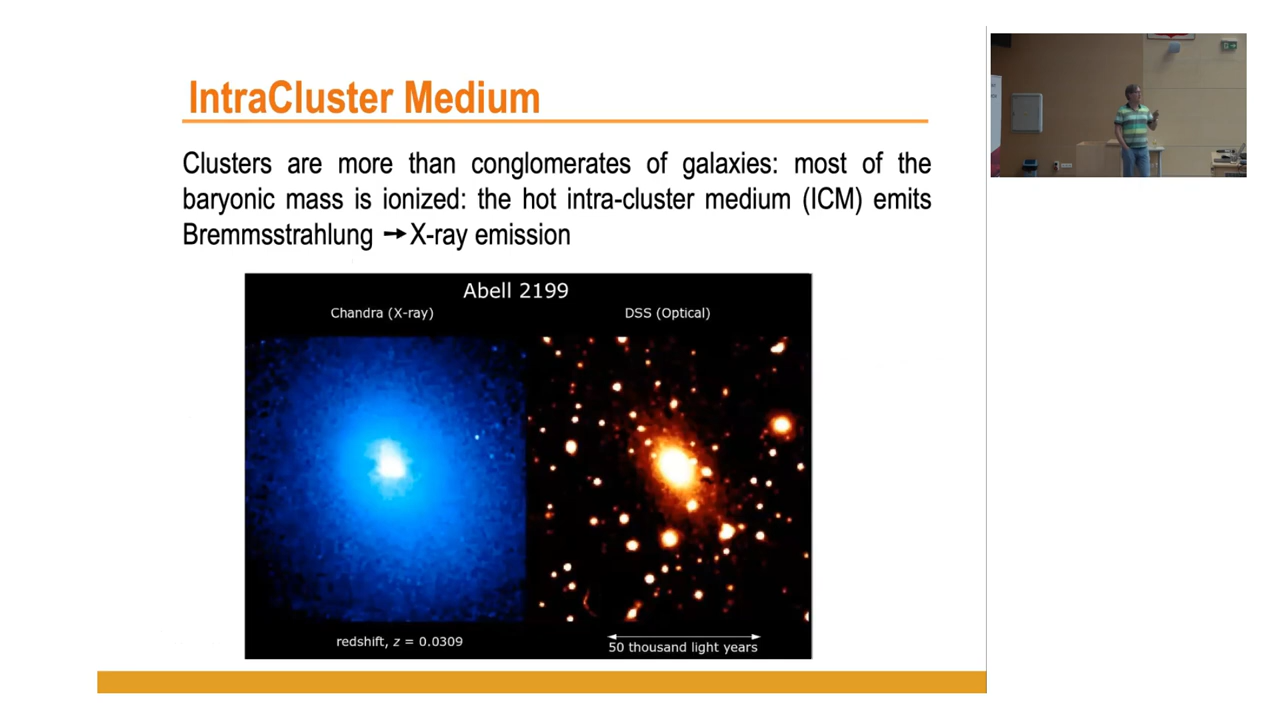 IntraCluster Medium
Clusters are more than conglomerates of galaxies: most of the
baryonic mass is ionized: the hot intra-cluster medium (ICM) emits
Bremmsstrahlung →X-ray emission
Abell 2199
Chandra (X-ray)
DSS (Optical)
redshift, z = 0.0309
50 thousand light years